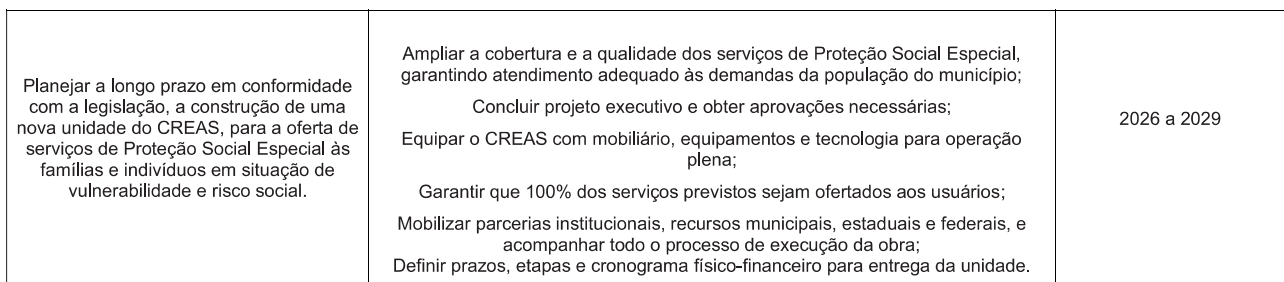 Planejar a longo prazo em conformidade
com a legislação, a construção de uma
nova unidade do CREAS, para a oferta de
serviços de Proteção Social Especial às
famílias e indivíduos em situação de
vulnerabilidade e risco social.
Ampliar a cobertura e a qualidade dos serviços de Proteção Social Especial,
garantindo atendimento adequado às demandas da população do município;
Concluir projeto executivo e obter aprovações necessárias;
Equipar o CREAS com mobiliário, equipamentos e tecnologia para operação
plena;
Garantir que 100% dos serviços previstos sejam ofertados aos usuários;
Mobilizar parcerias institucionais, recursos municipais, estaduais e federais, e
acompanhar todo o processo de execução da obra;
Definir prazos, etapas e cronograma físico-financeiro para entrega da unidade.
2026 a 2029